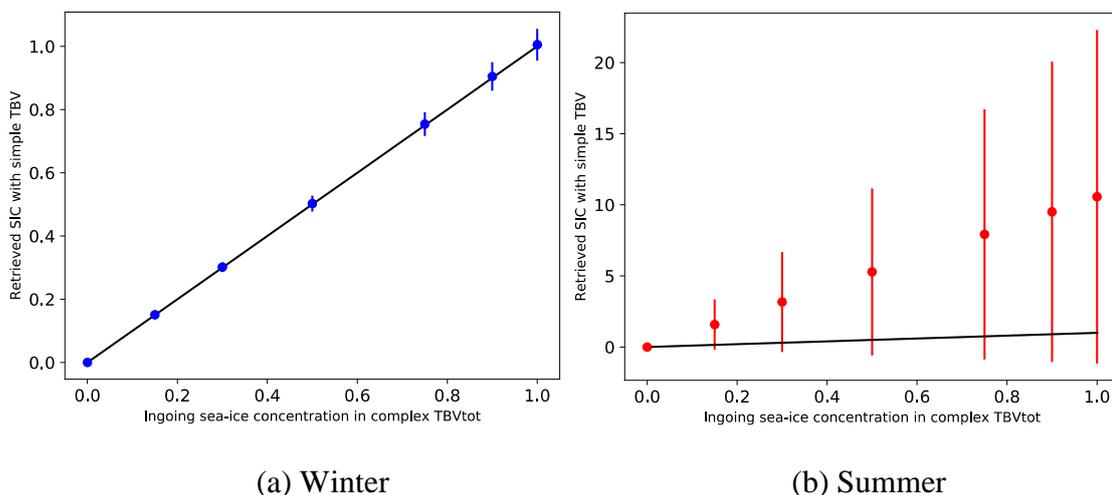 1.0
0.8
0.6
0.4
0.2
0.0
Retrieved SIC with simple TBV
0.0 0.2 0.4 0.6 0.8 1.0
Ingoing sea-ice concentration in complex TBVtot
(a) Winter
20
15
10
5
0
Retrieved SIC with simple TBV
0.0 0.2 0.4 0.6 0.8 1.0
Ingoing sea-ice concentration in complex TBVtot
(b) Summer